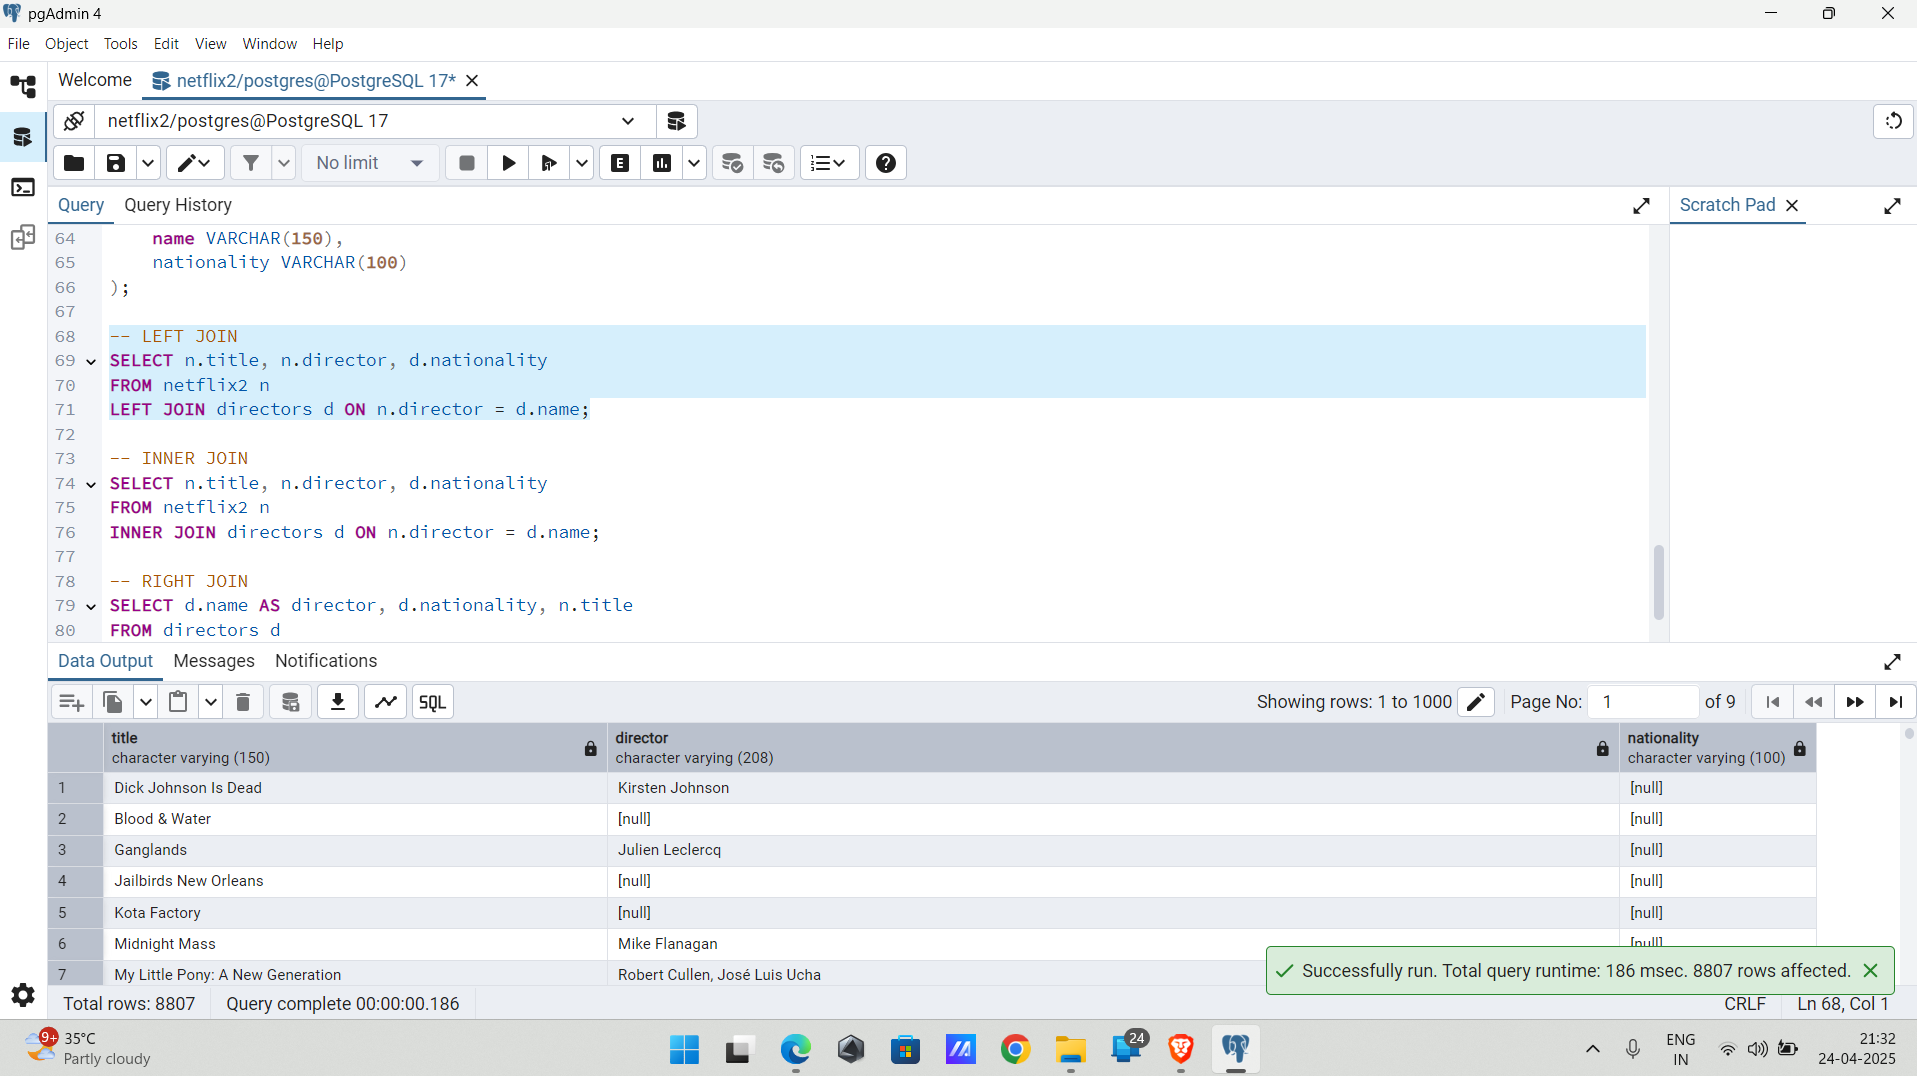 pgAdmin 4
File Object Tools Edit View Window Help
Welcome netflix2/postgres@PostgreSQL 17*
netflix2/postgres@PostgreSQL 17
No limit
E
Query Query History
Scratch Pad
64 name VARCHAR(150),
65 nationality VARCHAR(100)
66 );
67
68 -- LEFT JOIN
69 SELECT n.title, n.director, d.nationality
70 FROM netflix2 n
71 LEFT JOIN directors d ON n.director = d.name;
72
73 -- INNER JOIN
74 SELECT n.title, n.director, d.nationality
75 FROM netflix2 n
76 INNER JOIN directors d ON n.director = d.name;
77
78 -- RIGHT JOIN
79 SELECT d.name AS director, d.nationality, n.title
80 FROM directors d
Data Output Messages Notifications
SQL Showing rows: 1 to 1000 Page No: 1 of 9
title director nationality
character varying (150) character varying (208) character varying (100)
1 Dick Johnson Is Dead Kirsten Johnson [null]
2 Blood & Water [null] [null]
3 Ganglands Julien Leclercq [null]
4 Jailbirds New Orleans [null] [null]
5 Kota Factory [null] [null]
6 Midnight Mass Mike Flanagan [null]
7 My Little Pony: A New Generation Robert Cullen, José Luis Ucha
Successfully run. Total query runtime: 186 msec. 8807 rows affected.
Total rows: 8807 Query complete 00:00:00.186 CRLF Ln 68, Col 1
9+ 35°C
Partly cloudy
24
ENG
IN
21:32
24-04-2025